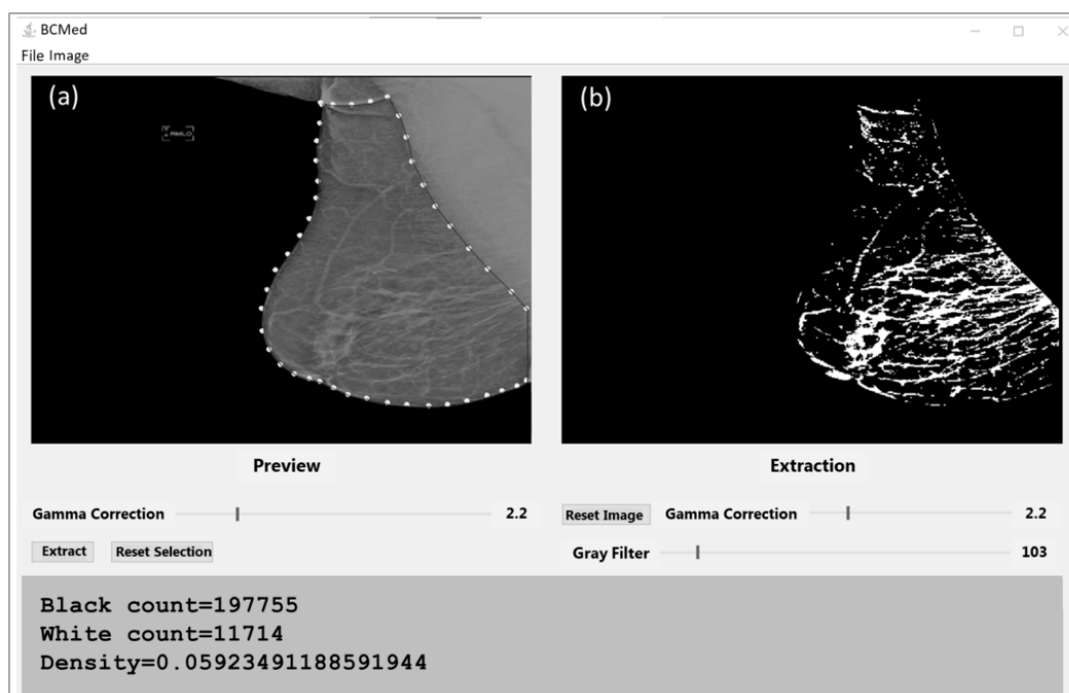 BCMed
File Image
(a)
RMLO
(b)
Preview
Extraction
Gamma Correction 2.2
Reset Image Gamma Correction 2.2
Extract Reset Selection
Gray Filter 103
Black count=197755
White count=11714
Density=0.05923491188591944